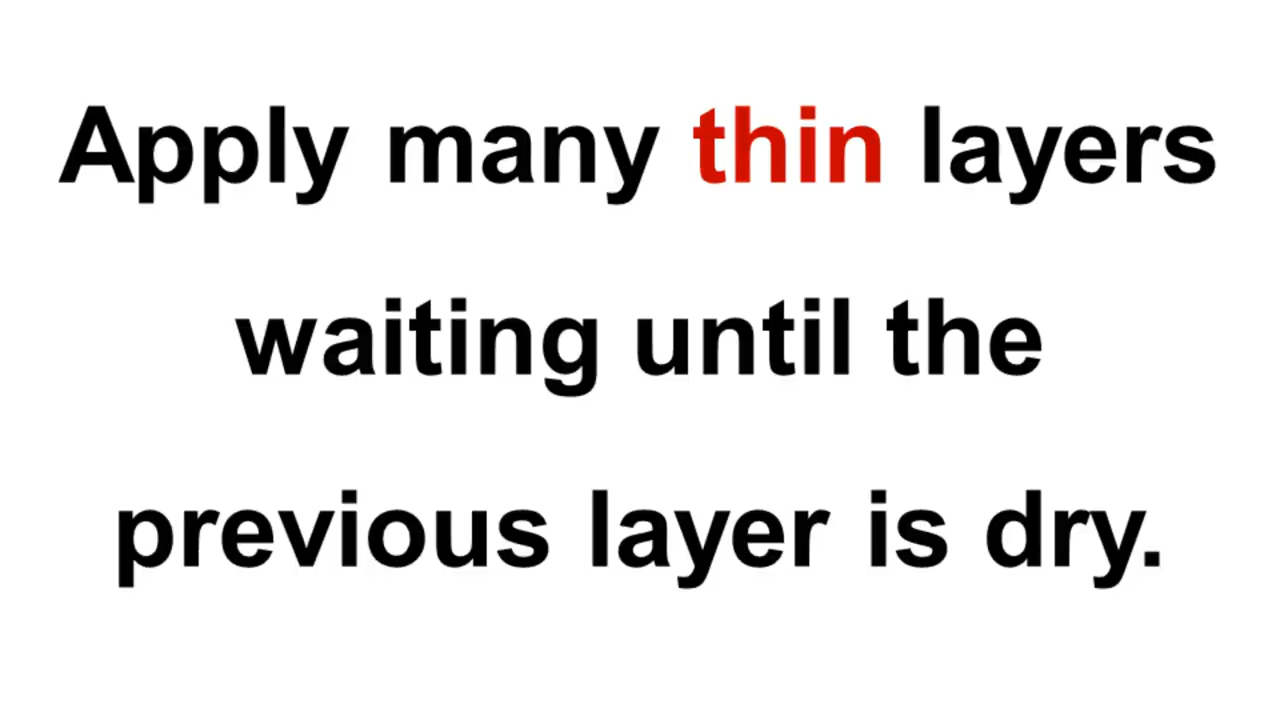 Apply many thin layers
waiting until the
previous layer is dry.